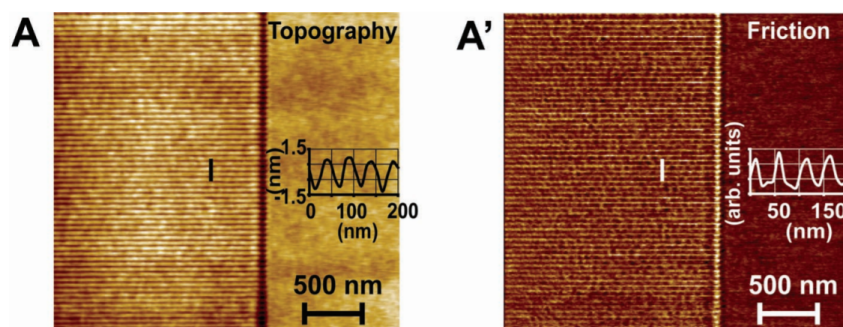 A
Topography
1.5
(nm)
-1.5
0 100 200
(nm)
500 nm
A'
Friction
(arb. units)
50 150
(nm)
500 nm